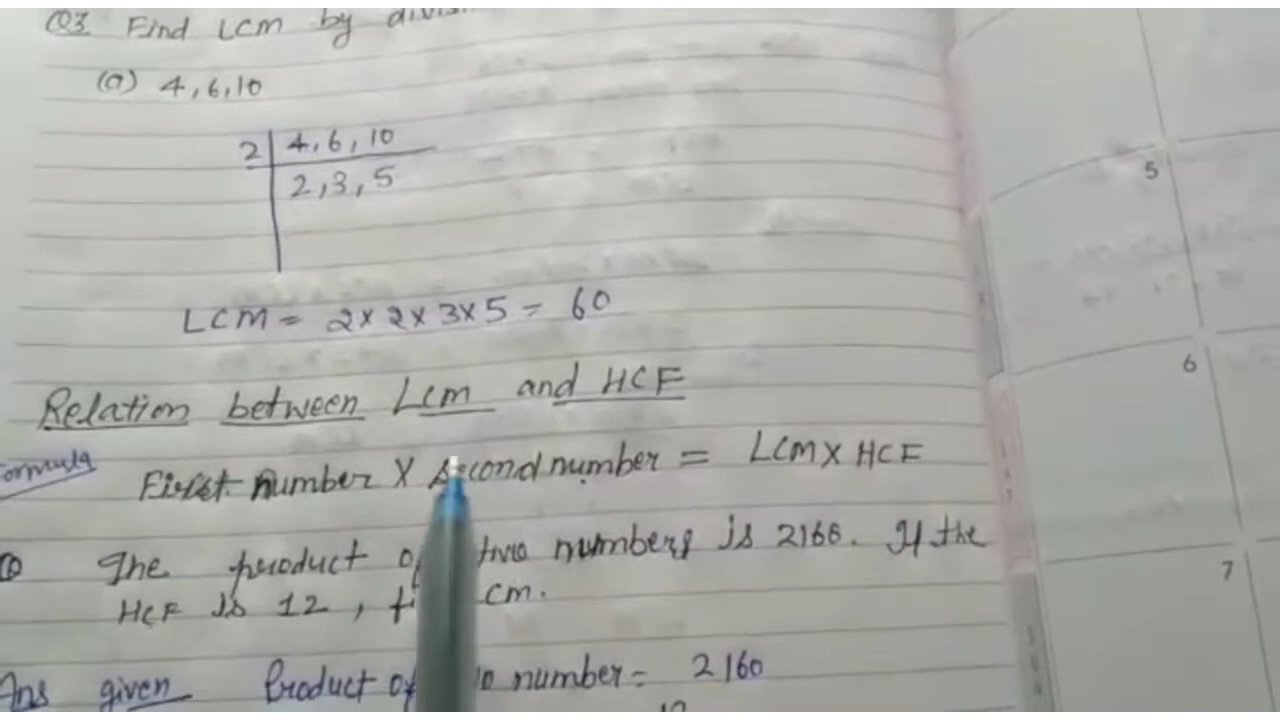 Q3 Find LCM by
(a) 4, 6, 10
2 | 4, 6, 10
2, 3, 5
LCM = 2 × 2 × 3 × 5 = 60
Relation between Lcm and HCF
Formula
First number X Second number = LCM X HCF
Q The product two numbers is 2160. If the
HCF is 12, cm.
Ans given Product of number = 2160
12
5
6
7